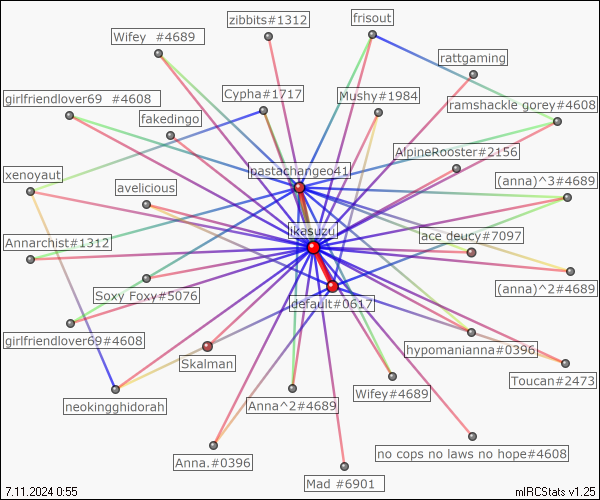 zibbits#1312
frisout
Wifey  #4689
rattgaming
girlfriendlover69  #4608
Cypha#1717
Mushy#1984
ramshackle gorey#4608
fakedingo
AlpineRooster#2156
xenoyaut
pastachangeo41
(anna)^3#4689
avelicious
ikasuzu
ace deucy#7097
Annarchist#1312
Soxy Foxy#5076
default#0617
(anna)^2#4689
girlfriendlover69#4608
Skalman
hypomanianna#0396
Toucan#2473
neokingghidorah
Anna^2#4689
Wifey#4689
Anna.#0396
no cops no laws no hope#4608
Mad #6901
7.11.2024 0:55
mIRCStats v1.25